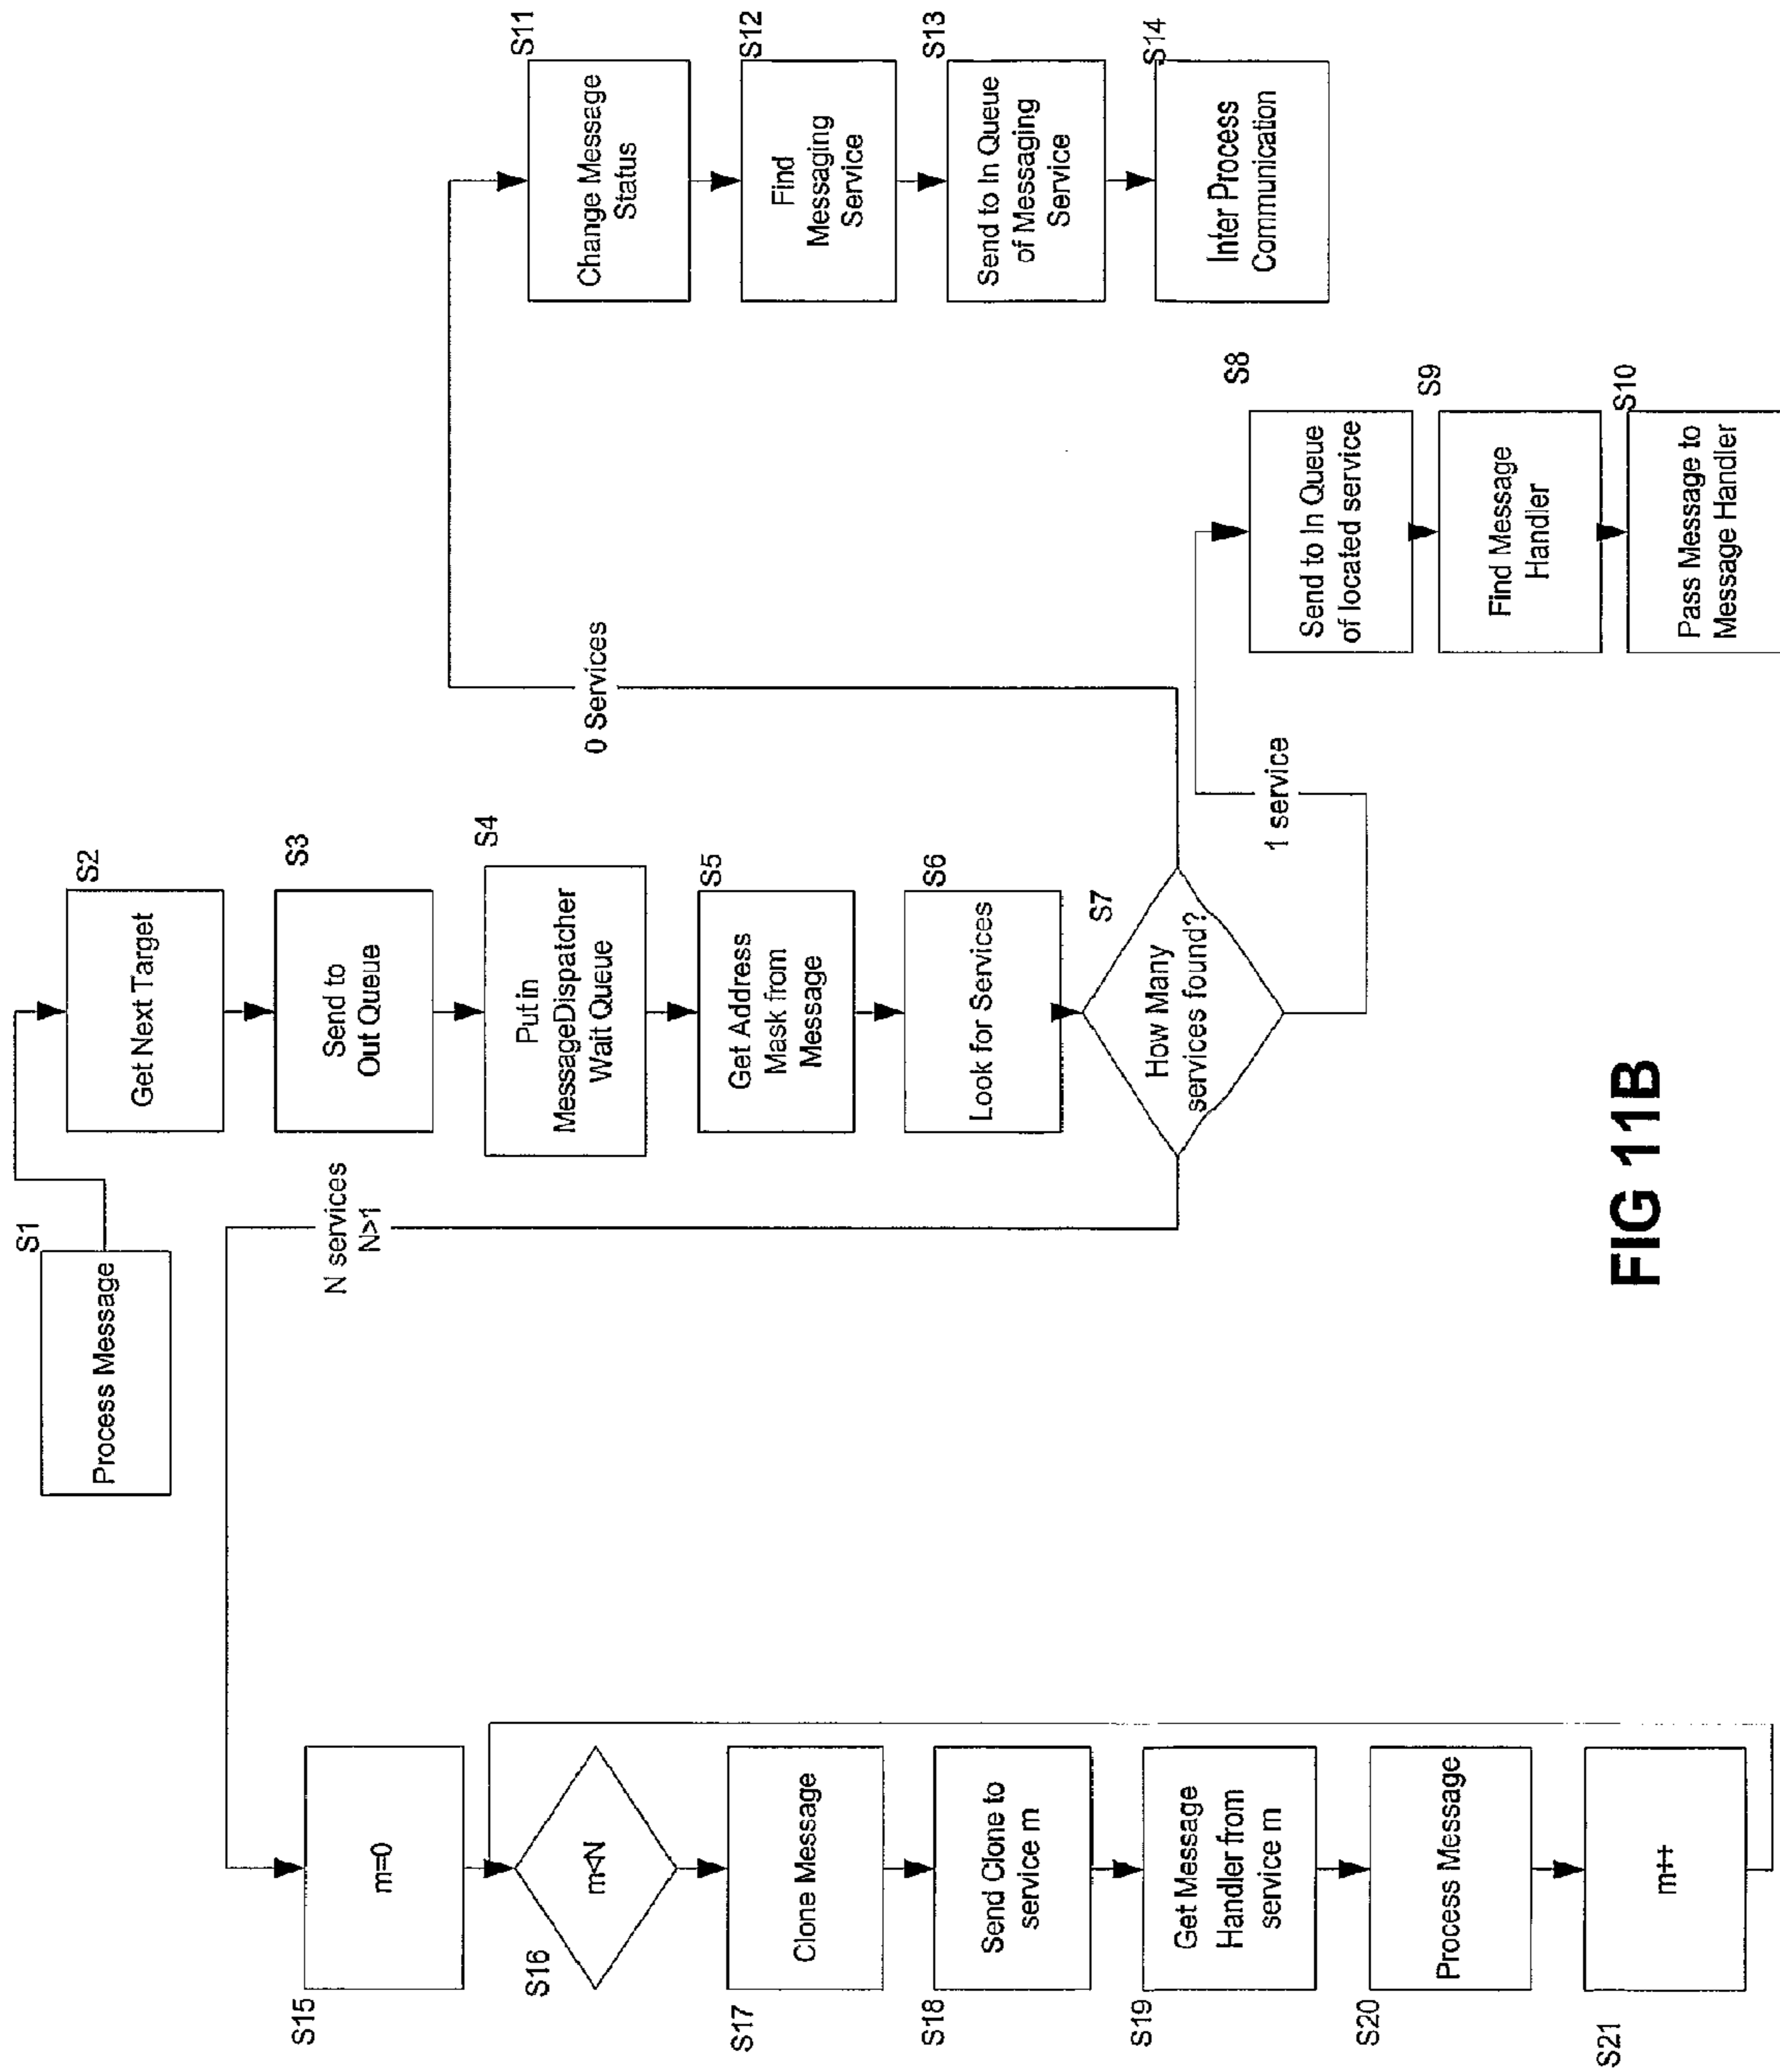 S1
Process Message
S2
Get Next Target
S3
Send to
Out Queue
S4
Put in
MessageDispatcher
Wait Queue
S5
Get Address
Mask from
Message
S6
Look for Services
S7
How Many
services found?
1 service
S8
Send to In Queue
of located service
S9
Find Message
Handler
S10
Pass Message to
Message Handler
0 Services
S11
Change Message
Status
S12
Find
Messaging
Service
S13
Send to In Queue
of Messaging
Service
S14
Inter Process
Communication
N services
N>1
S15
m=0
S16
m<N
S17
Clone Message
S18
Send Clone to
service m
S19
Get Message
Handler from
service m
S20
Process Message
S21
m++
FIG 11B